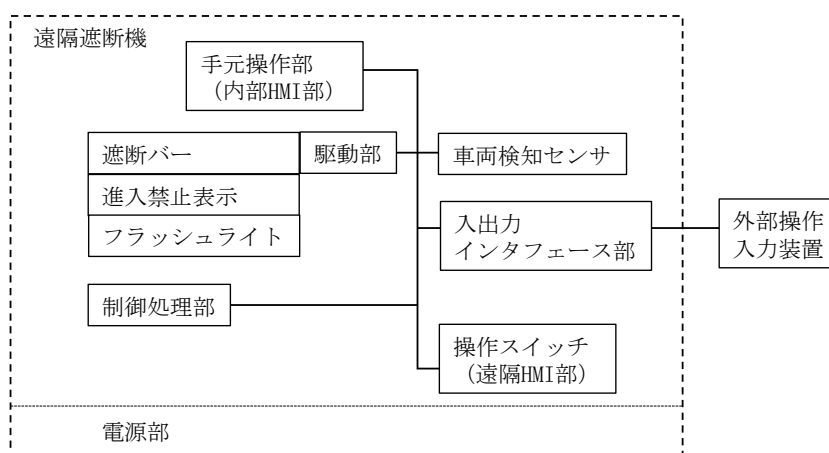 遠隔遮断機
手元操作部
（内部HMI部）
遮断バー
駆動部
車両検知センサ
進入禁止表示
フラッシュライト
入出力
インタフェース部
外部操作
入力装置
制御処理部
操作スイッチ
（遠隔HMI部）
電源部